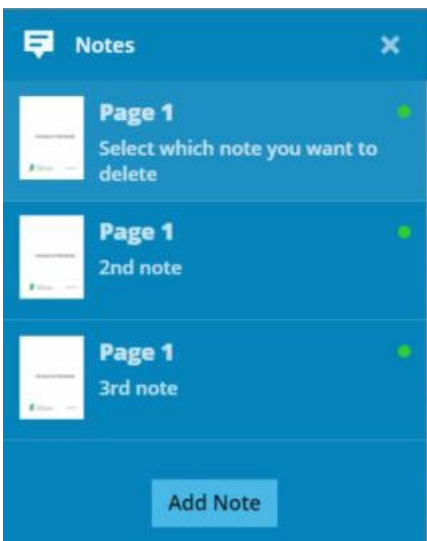 Notes
Page 1
Select which note you want to
delete
Page 1
2nd note
Page 1
3rd note
Add Note